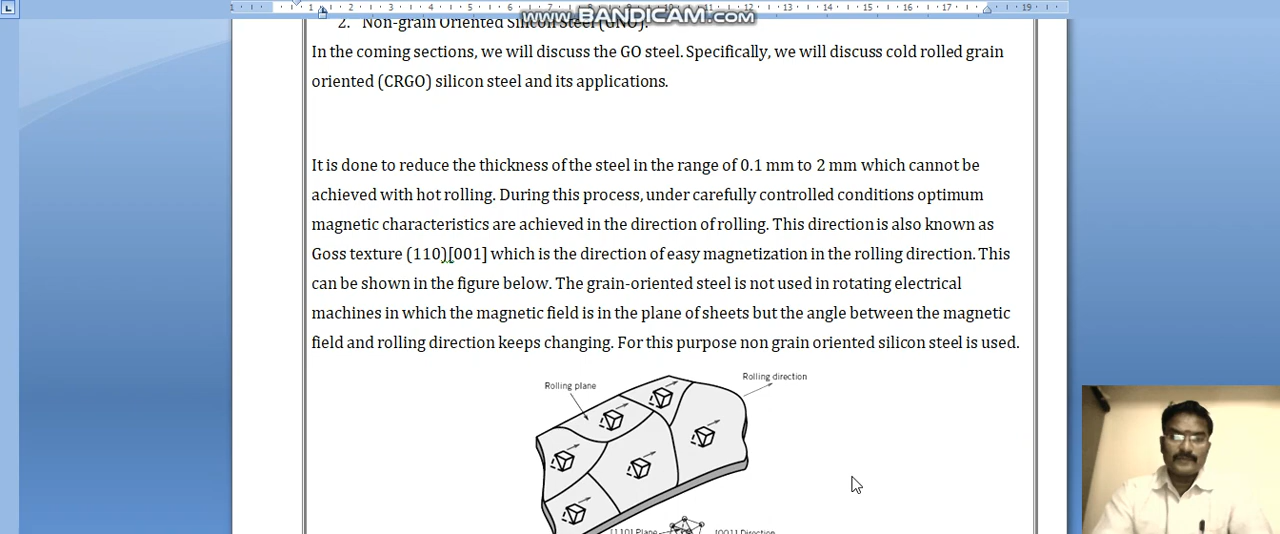 www.BANDICAM.com
2. Non-grain Oriented Silicon Steel (GNO).
In the coming sections, we will discuss the GO steel. Specifically, we will discuss cold rolled grain
oriented (CRGO) silicon steel and its applications.
It is done to reduce the thickness of the steel in the range of 0.1 mm to 2 mm which cannot be
achieved with hot rolling. During this process, under carefully controlled conditions optimum
magnetic characteristics are achieved in the direction of rolling. This direction is also known as
Goss texture (110)[001] which is the direction of easy magnetization in the rolling direction. This
can be shown in the figure below. The grain-oriented steel is not used in rotating electrical
machines in which the magnetic field is in the plane of sheets but the angle between the magnetic
field and rolling direction keeps changing. For this purpose non grain oriented silicon steel is used.
Rolling direction
Rolling plane
[110] Plane [001] Direction